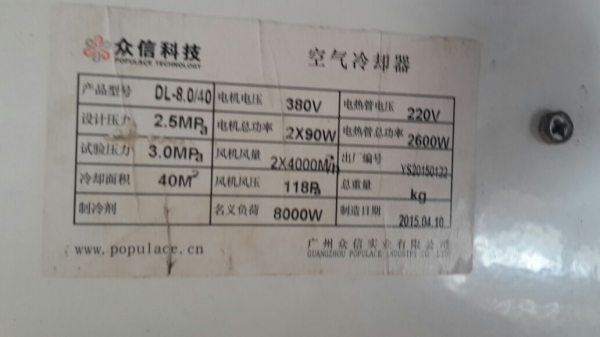 众信科技
POPULACE TECHNOLOGY
空气冷却器
产品型号 DL-8.0/40 电机电压 380V 电热管电压 220V
设计压力 2.5MPa 电机总功率 2X90W 电热管总功率 2600W
试验压力 3.0MPa 风机风量 2X4000M³/h 出厂编号 YS20150122
冷却面积 40M² 风机风压 118Pa 总重量 kg
制冷剂 名义负荷 8000W 制造日期 2015.04.10
www.populace.cn
广州众信实业有限公司
GUANGZHOU POPULACE INDUSTRY CO.,LTD